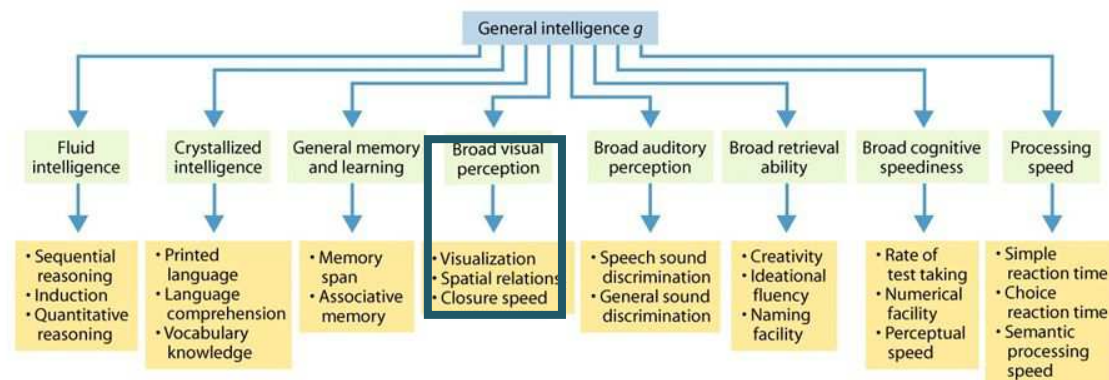 General intelligence g
Fluid
intelligence
Crystallized
intelligence
General memory
and learning
Broad visual
perception
Broad auditory
perception
Broad retrieval
ability
Broad cognitive
speediness
Processing
speed
• Sequential
reasoning
• Induction
• Quantitative
reasoning
• Printed
language
• Language
comprehension
• Vocabulary
knowledge
• Memory
span
• Associative
memory
• Visualization
• Spatial relations
• Closure speed
• Speech sound
discrimination
• General sound
discrimination
• Creativity
• Ideational
fluency
• Naming
facility
• Rate of
test taking
• Numerical
facility
• Perceptual
speed
• Simple
reaction time
• Choice
reaction time
• Semantic
processing
speed